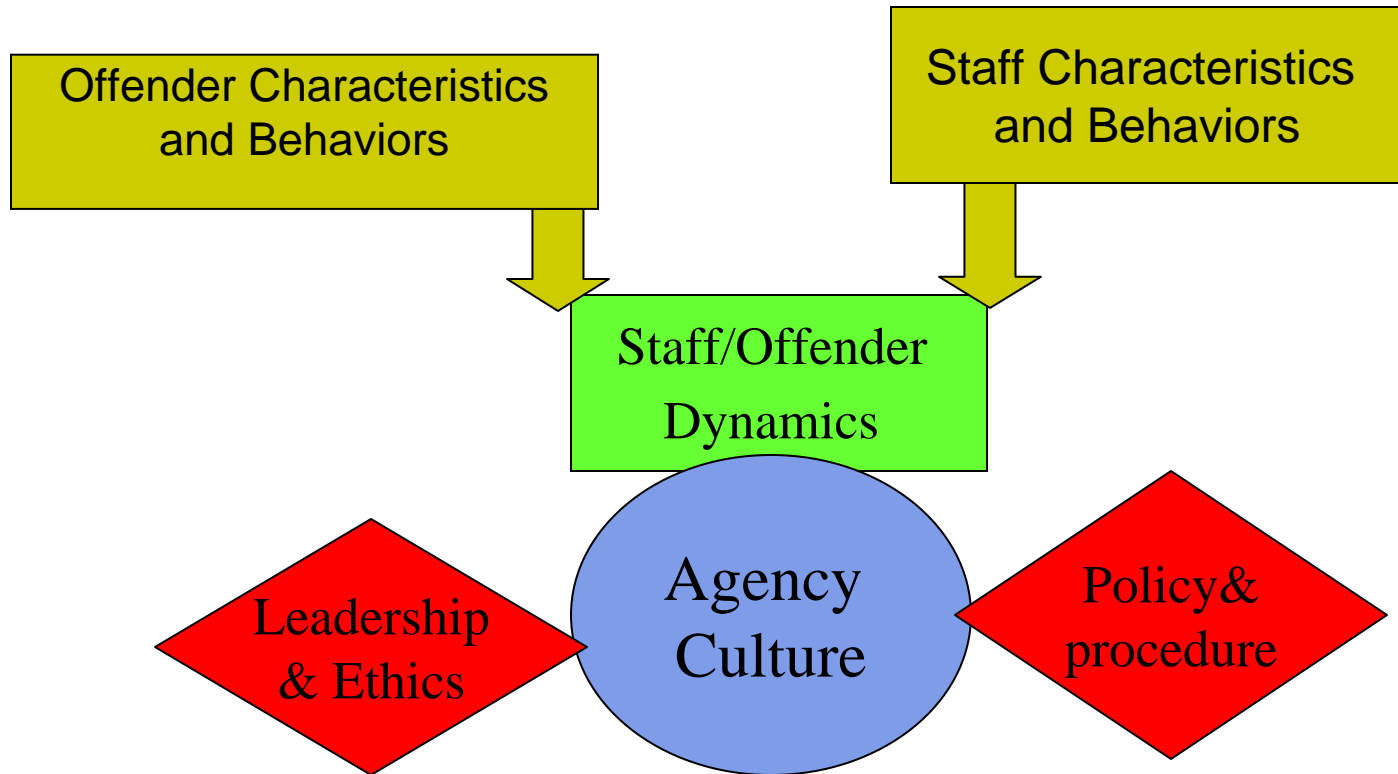 Offender Characteristics
and Behaviors
Staff Characteristics
and Behaviors
Staff/Offender
Dynamics
Agency
Culture
Leadership
& Ethics
Policy&
procedure